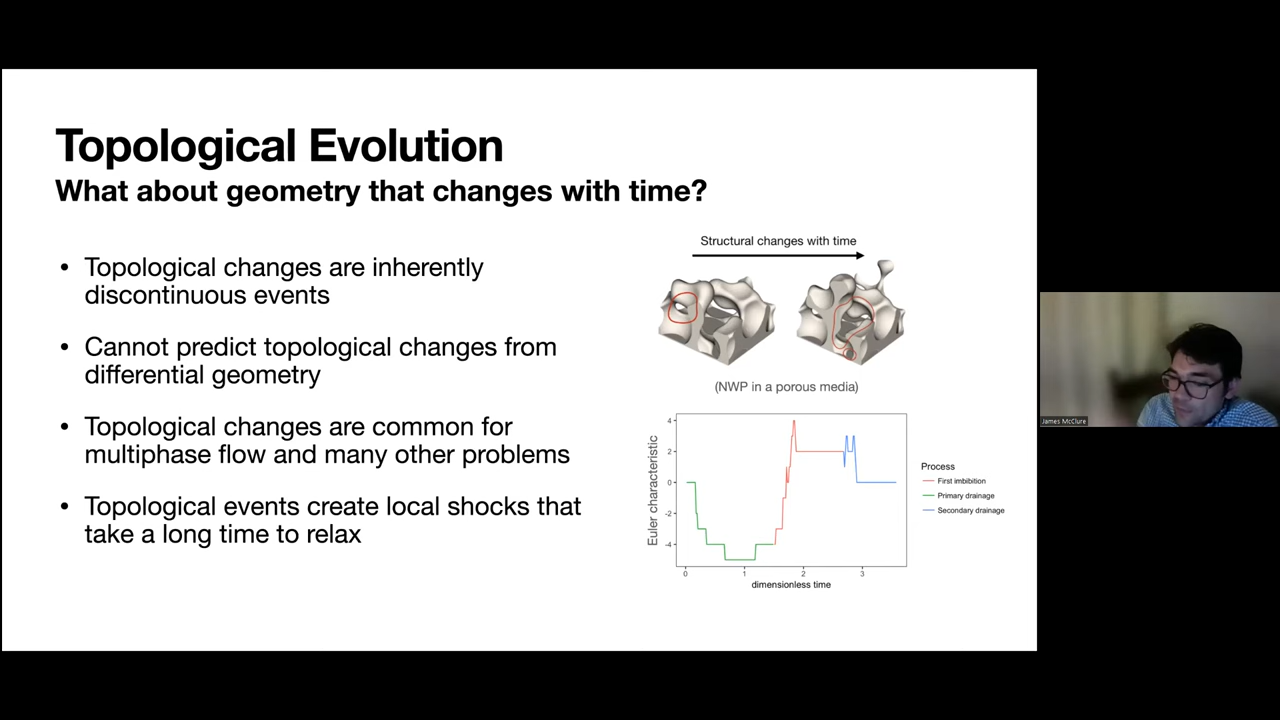 Topological Evolution
What about geometry that changes with time?
• Topological changes are inherently
discontinuous events
• Cannot predict topological changes from
differential geometry
• Topological changes are common for
multiphase flow and many other problems
• Topological events create local shocks that
take a long time to relax
Structural changes with time
(NWP in a porous media)
Euler characteristic
4
2
0
-2
-4
0
1
2
3
dimensionless time
Process
First imbibition
Primary drainage
Secondary drainage
James McClure